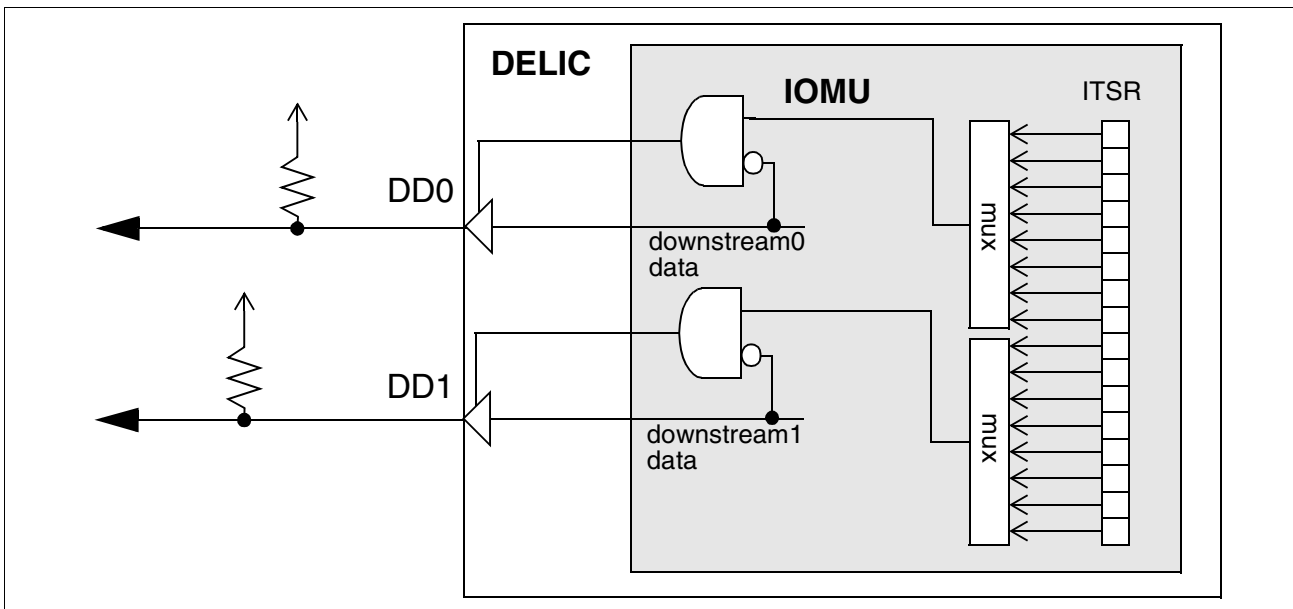 DELIC
IOMU
ITSR
DD0
mux
downstream0
data
DD1
mux
downstream1
data